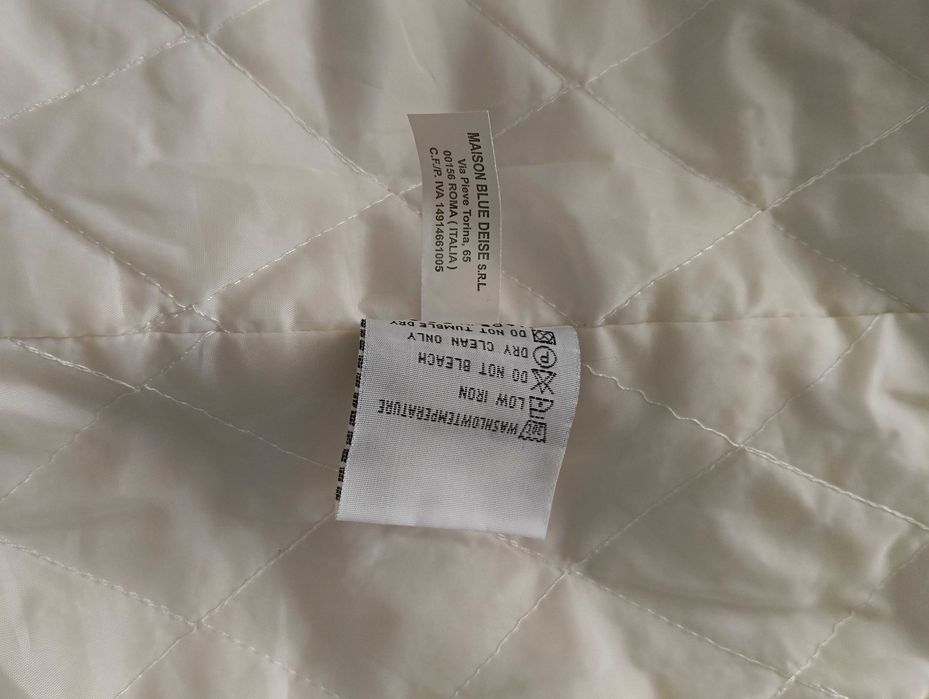 MAISON BLUE DEISE S.R.L.
Via Pieve Torina, 65
00156 ROMA ( ITALIA )
C.F./P. IVA 14914661005
WASHLOWTEMPERATURE
LOW IRON
DO NOT BLEACH
DRY CLEAN ONLY
P
DO NOT TUMBLE DRY